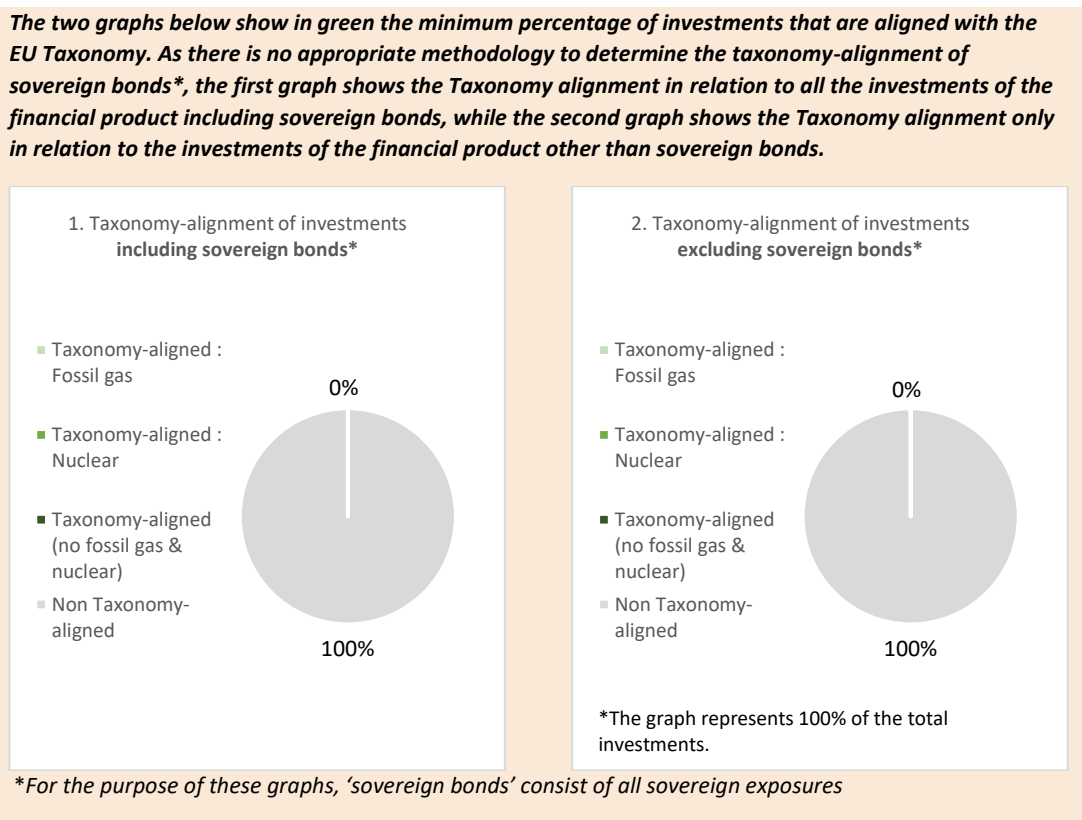 The two graphs below show in green the minimum percentage of investments that are aligned with the
EU Taxonomy. As there is no appropriate methodology to determine the taxonomy-alignment of
sovereign bonds*, the first graph shows the Taxonomy alignment in relation to all the investments of the
financial product including sovereign bonds, while the second graph shows the Taxonomy alignment only
in relation to the investments of the financial product other than sovereign bonds.
1. Taxonomy-alignment of investments
including sovereign bonds*
Taxonomy-aligned :
Fossil gas
Taxonomy-aligned :
Nuclear
Taxonomy-aligned
(no fossil gas &
nuclear)
Non Taxonomy-
aligned
0%
100%
2. Taxonomy-alignment of investments
excluding sovereign bonds*
Taxonomy-aligned :
Fossil gas
Taxonomy-aligned :
Nuclear
Taxonomy-aligned
(no fossil gas &
nuclear)
Non Taxonomy-
aligned
0%
100%
*The graph represents 100% of the total
investments.
*For the purpose of these graphs, ‘sovereign bonds’ consist of all sovereign exposures